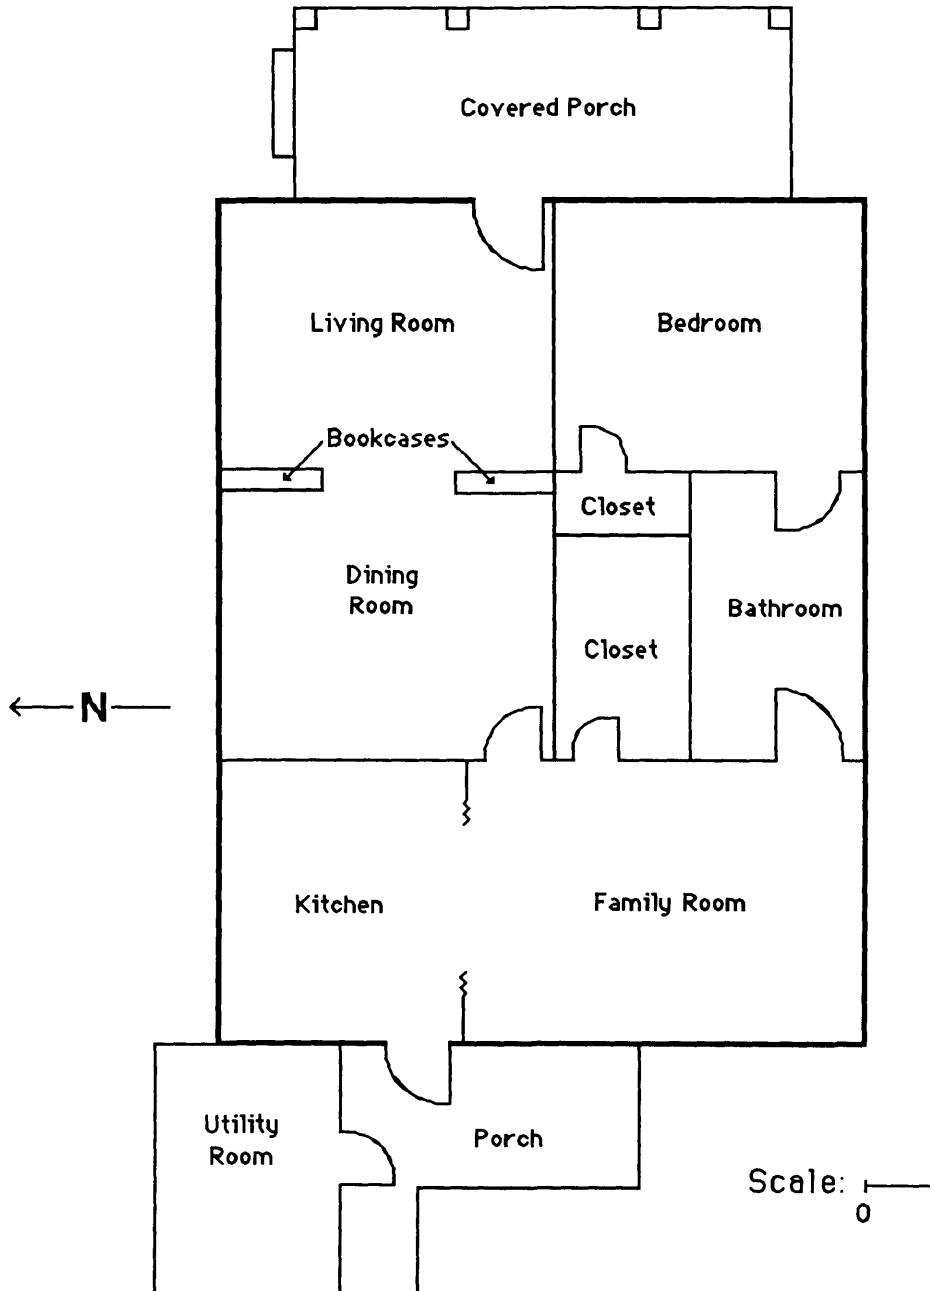 Covered Porch
Living Room
Bedroom
Bookcases
Closet
Dining
Room
Bathroom
Closet
N
Kitchen
Family Room
Utility
Room
Porch
Scale:
0